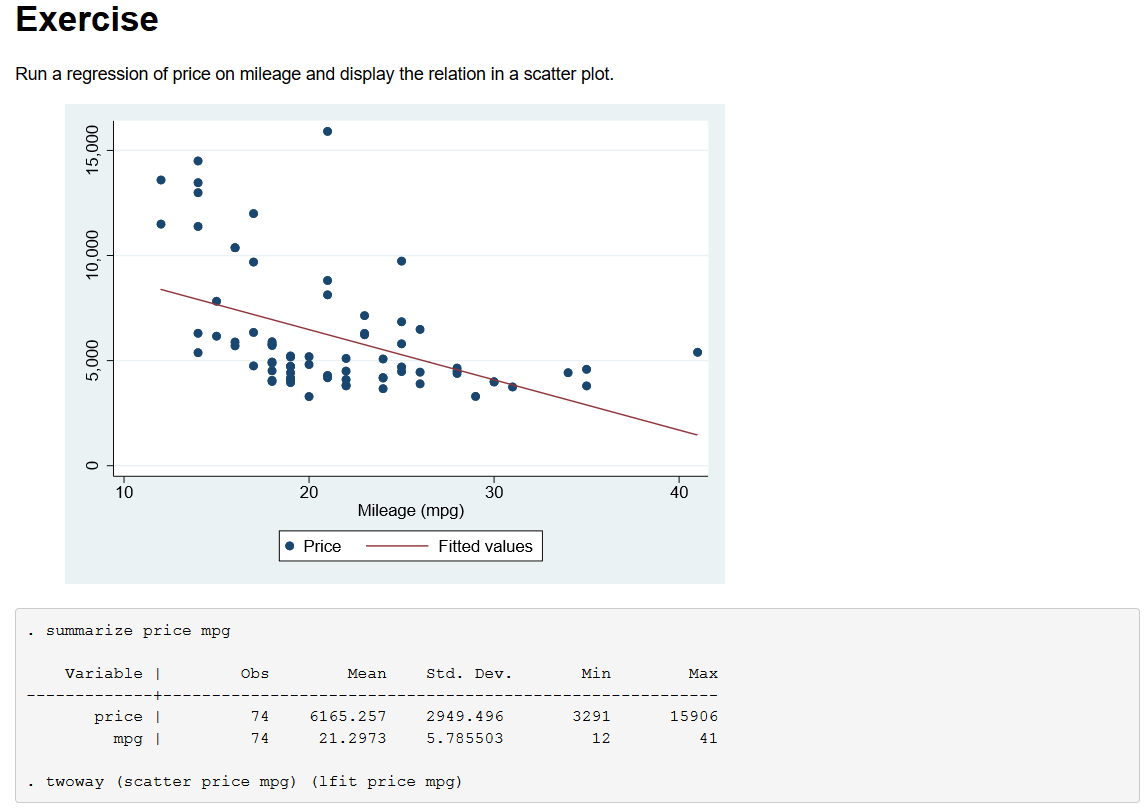 Exercise
Run a regression of price on mileage and display the relation in a scatter plot.
15,000
10,000
5,000
0
10 20 30 40
Mileage (mpg)
Price Fitted values
. summarize price mpg
Variable | Obs Mean Std. Dev. Min Max
-------------+---------------------------------------------------------
price | 74 6165.257 2949.496 3291 15906
mpg | 74 21.2973 5.785503 12 41
. twoway (scatter price mpg) (lfit price mpg)